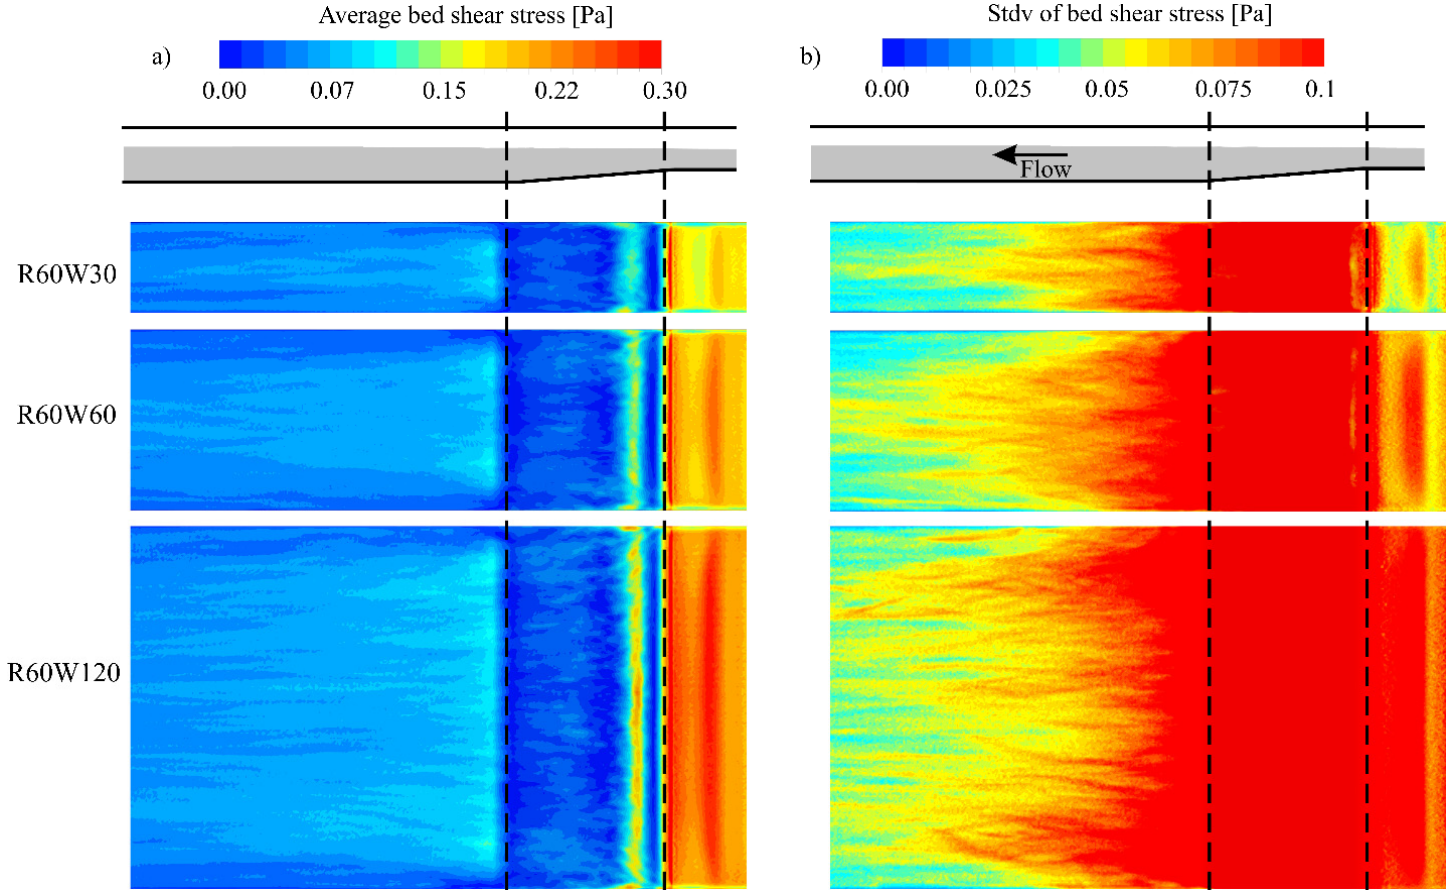 Average bed shear stress [Pa]
a)
0.00 0.07 0.15 0.22 0.30
Stdv of bed shear stress [Pa]
b)
0.00 0.025 0.05 0.075 0.1
Flow
R60W30
R60W60
R60W120